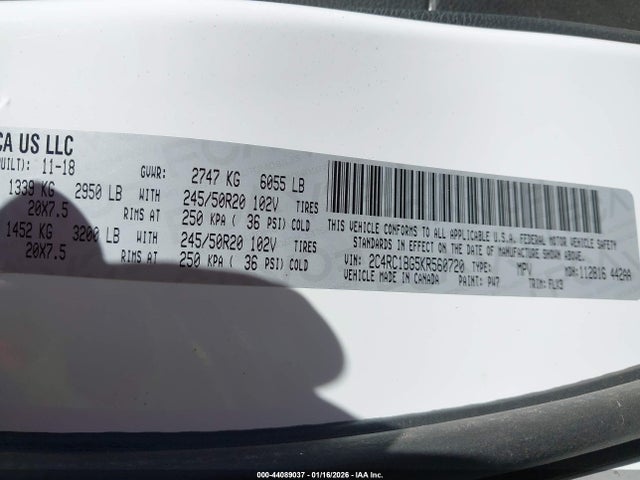 CA US LLC
UILT): 11-18 GVWR: 2747 KG 6055 LB
1339 KG 2950 LB WITH 245/50R20 102V TIRES
20X7.5 RIMS AT 250 KPA ( 36 PSI) COLD
1452 KG 3200 LB WITH 245/50R20 102V TIRES
20X7.5 RIMS AT 250 KPA ( 36 PSI) COLD
THIS VEHICLE CONFORMS TO ALL APPLICABLE U.S.A. FEDERAL MOTOR VEHICLE SAFETY
STANDARDS IN EFFECT ON THE DATE OF MANUFACTURE SHOWN ABOVE.
VIN: 2C4RC1BG5KR560720 TYPE: MPV MDH: 112816 442AA
VEHICLE MADE IN CANADA PAINT: PW7 TRIM: FLX9
000-44089037 - 01/16/2026 - IAA Inc.